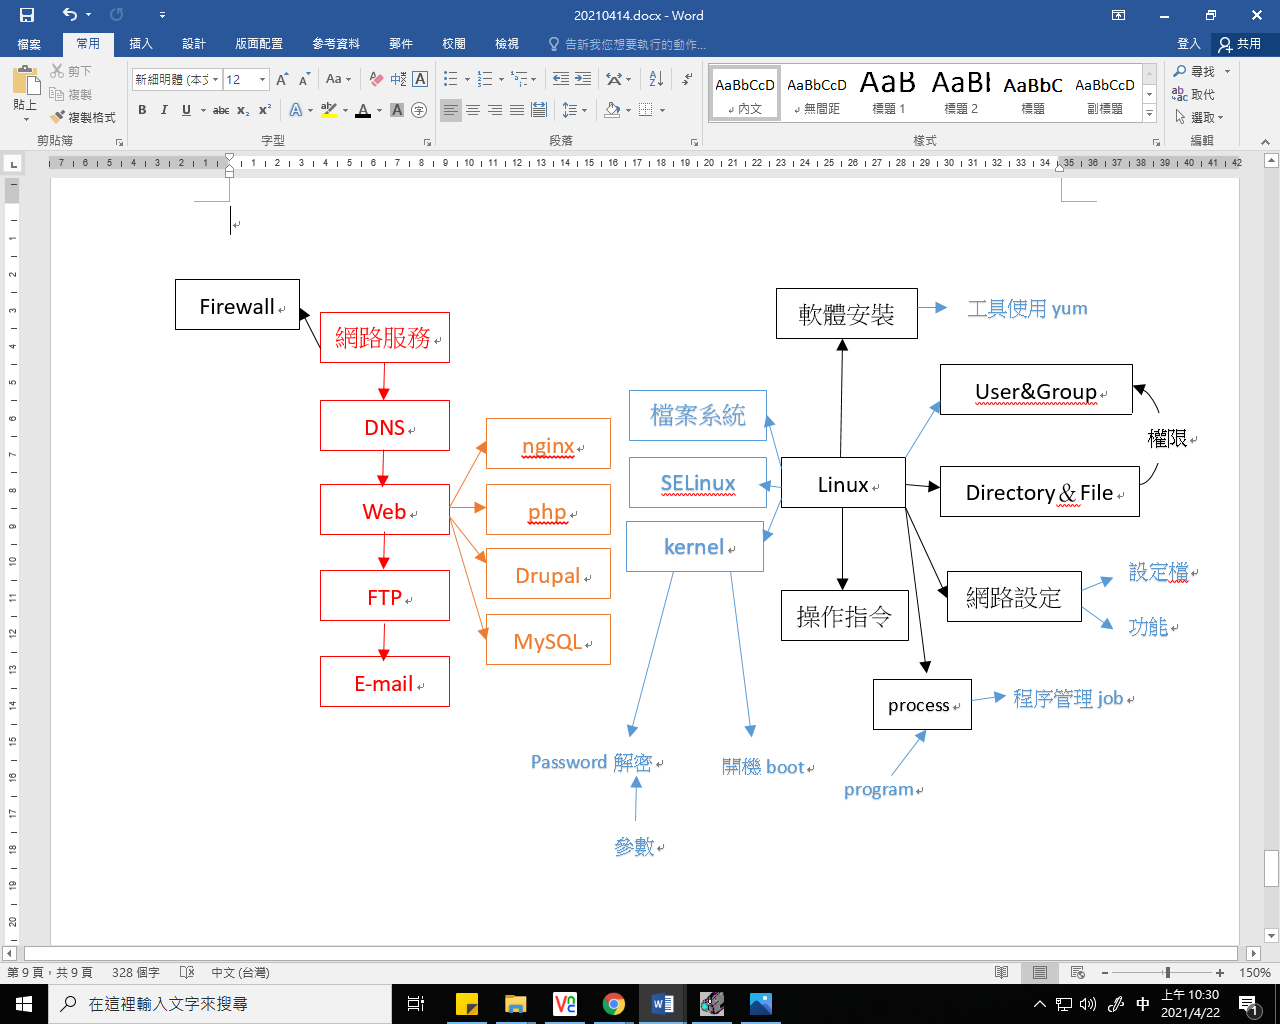 20210414.docx - Word
檔案 常用 插入 設計 版面配置 參考資料 郵件 校閱 檢視 告訴我您想要執行的動作... 登入 共用
剪下
複製
複製格式
貼上
新細明體 (本文 12
AaBbCcD AaBbCcD AaB AaBl AaBbC AaBbCcD
內文 無間距 標題 1 標題 2 標題 副標題
尋找
取代
選取
剪貼簿 字型 段落 樣式 編輯
Firewall
網路服務
DNS
Web
FTP
E-mail
nginx
php
Drupal
MySQL
檔案系統
SELinux
kernel
Password 解密
參數
開機 boot
軟體安裝
工具使用 yum
Linux
User&Group
權限
Directory＆File
操作指令
網路設定
設定檔
功能
process
程序管理 job
program
第 9 頁，共 9 頁 328 個字 中文 (台灣) 150%
在這裡輸入文字來搜尋
中
上午 10:30
2021/4/22
1